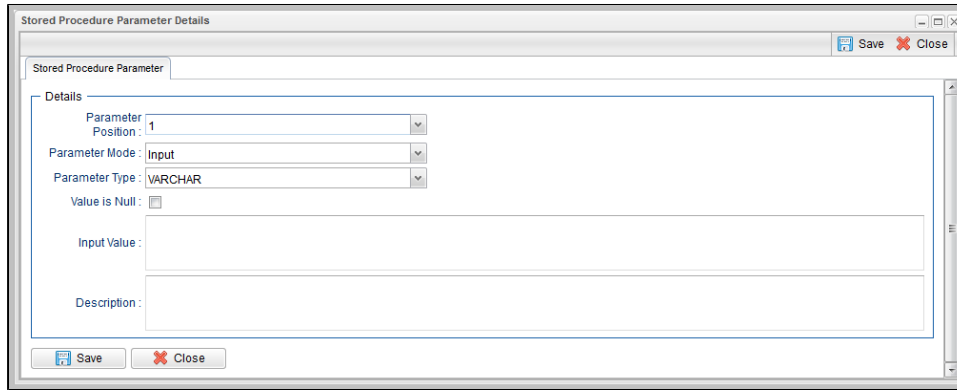 Stored Procedure Parameter Details
Save Close
Stored Procedure Parameter
Details
Parameter
Position : 1
Parameter Mode : Input
Parameter Type : VARCHAR
Value is Null :
Input Value :
Description :
Save Close